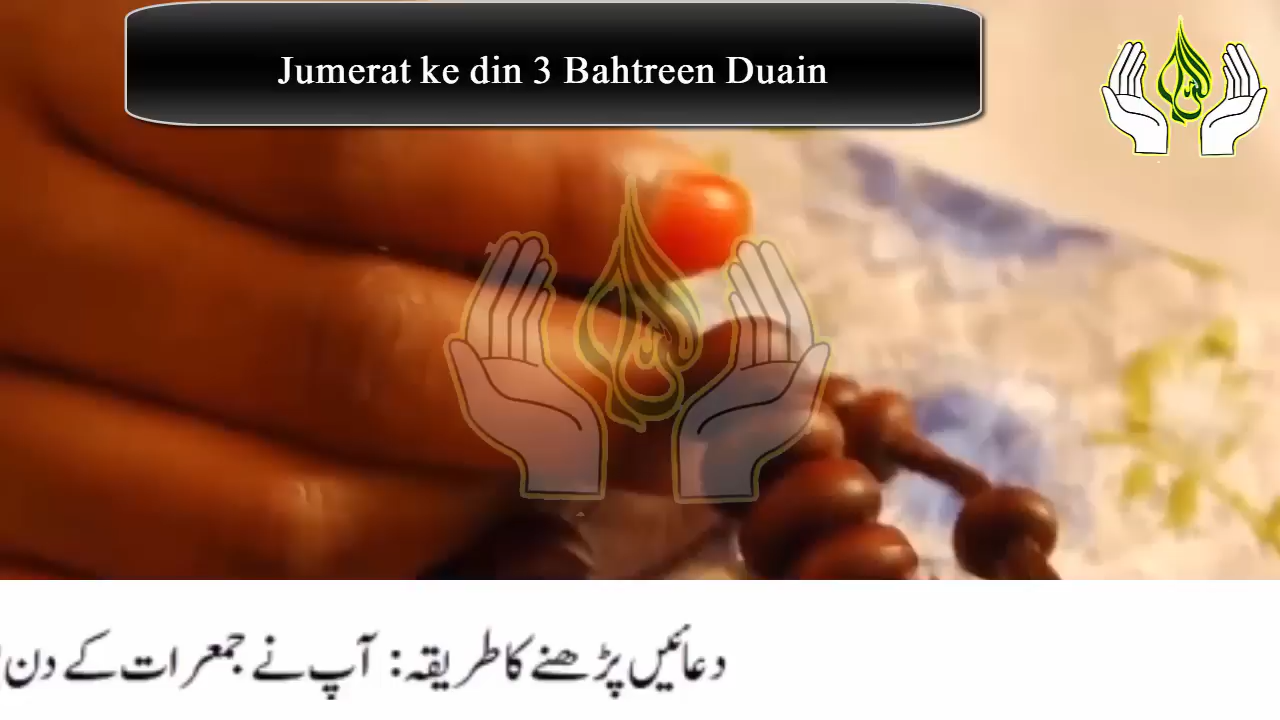 Jumerat ke din 3 Bahtreen Duain
دعائیں پڑھنے کا طریقہ: آپ نے جمعرات کے دن